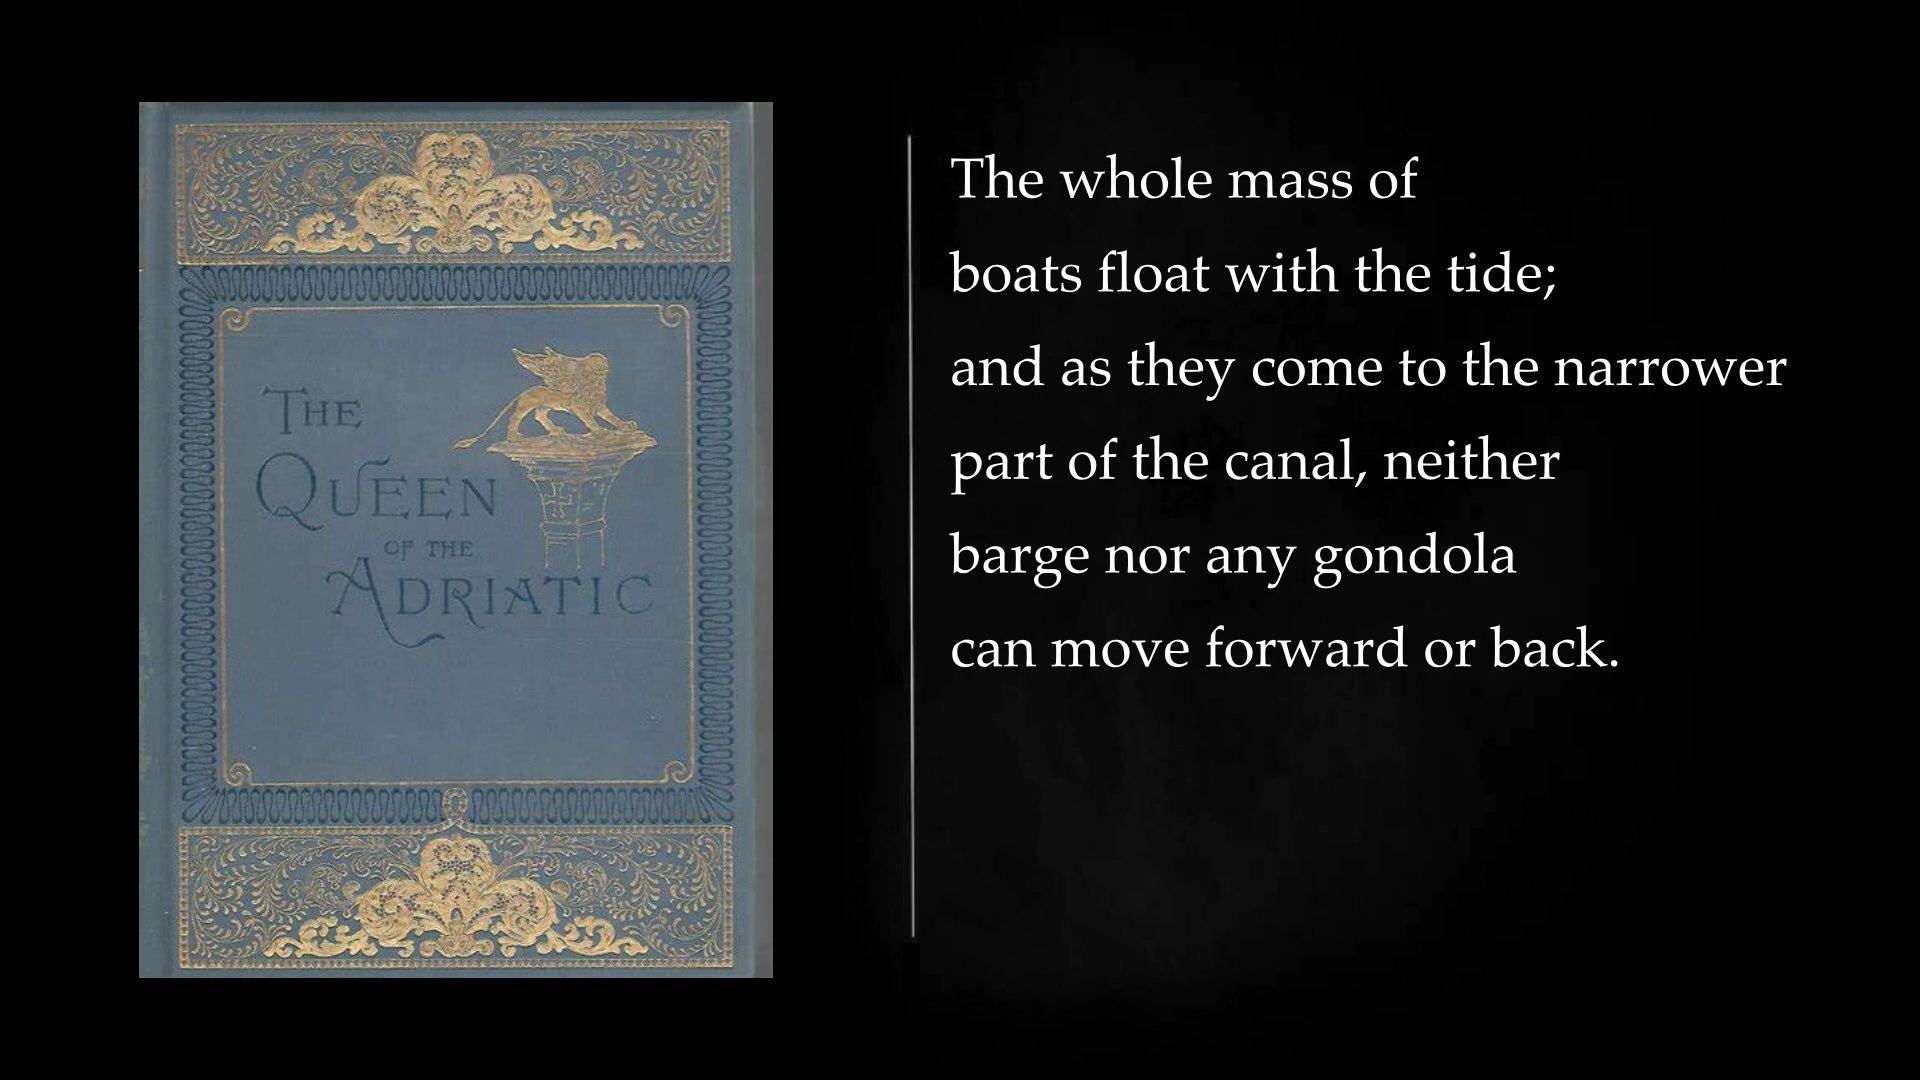 THE
QUEEN
OF THE
ADRIATIC
The whole mass of
boats float with the tide;
and as they come to the narrower
part of the canal, neither
barge nor any gondola
can move forward or back.